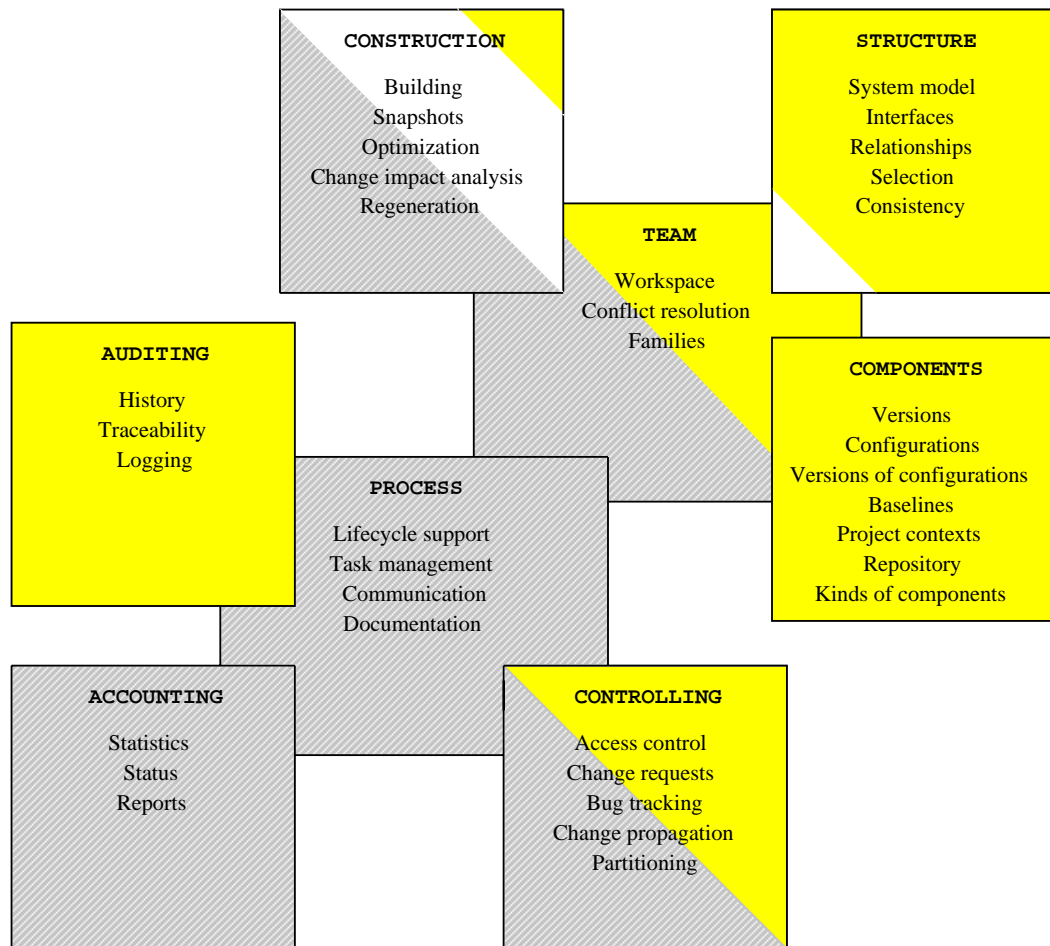 CONSTRUCTION
Building
Snapshots
Optimization
Change impact analysis
Regeneration
STRUCTURE
System model
Interfaces
Relationships
Selection
Consistency
TEAM
Workspace
Conflict resolution
Families
AUDITING
History
Traceability
Logging
COMPONENTS
Versions
Configurations
Versions of configurations
Baselines
Project contexts
Repository
Kinds of components
PROCESS
Lifecycle support
Task management
Communication
Documentation
ACCOUNTING
Statistics
Status
Reports
CONTROLLING
Access control
Change requests
Bug tracking
Change propagation
Partitioning